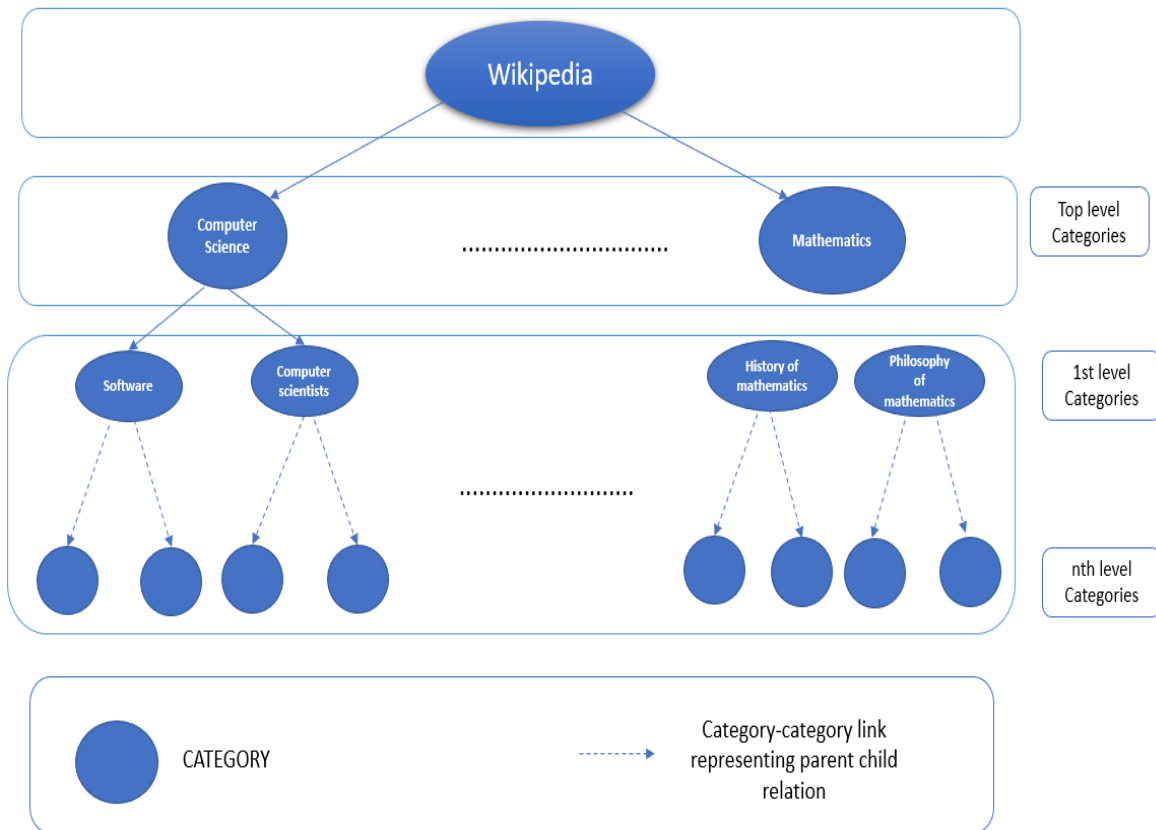 Wikipedia
Computer
Science
Mathematics
Top level
Categories
Software
Computer
scientists
History of
mathematics
Philosophy
of
mathematics
1st level
Categories
nth level
Categories
CATEGORY
Category-category link
representing parent child
relation